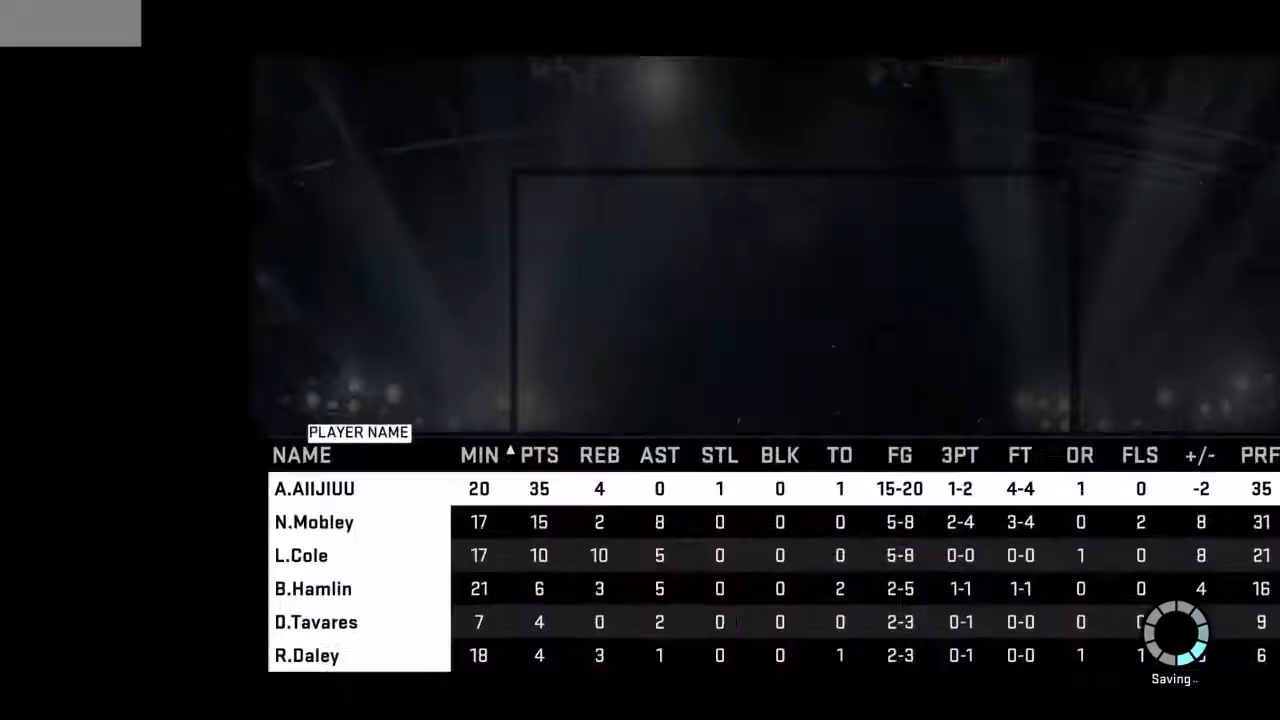 PLAYER NAME
NAME MIN PTS REB AST STL BLK TO FG 3PT FT OR FLS +/- PRF
A.AIIJIUU 20 35 4 0 1 0 1 15-20 1-2 4-4 1 0 -2 35
N.Mobley 17 15 2 8 0 0 0 5-8 2-4 3-4 0 2 8 31
L.Cole 17 10 10 5 0 0 0 5-8 0-0 0-0 1 0 8 21
B.Hamlin 21 6 3 5 0 0 2 2-5 1-1 1-1 0 0 4 16
D.Tavares 7 4 0 2 0 0 0 2-3 0-1 0-0 0 9
R.Daley 18 4 3 1 0 0 1 2-3 0-1 0-0 1 1 6
Saving..